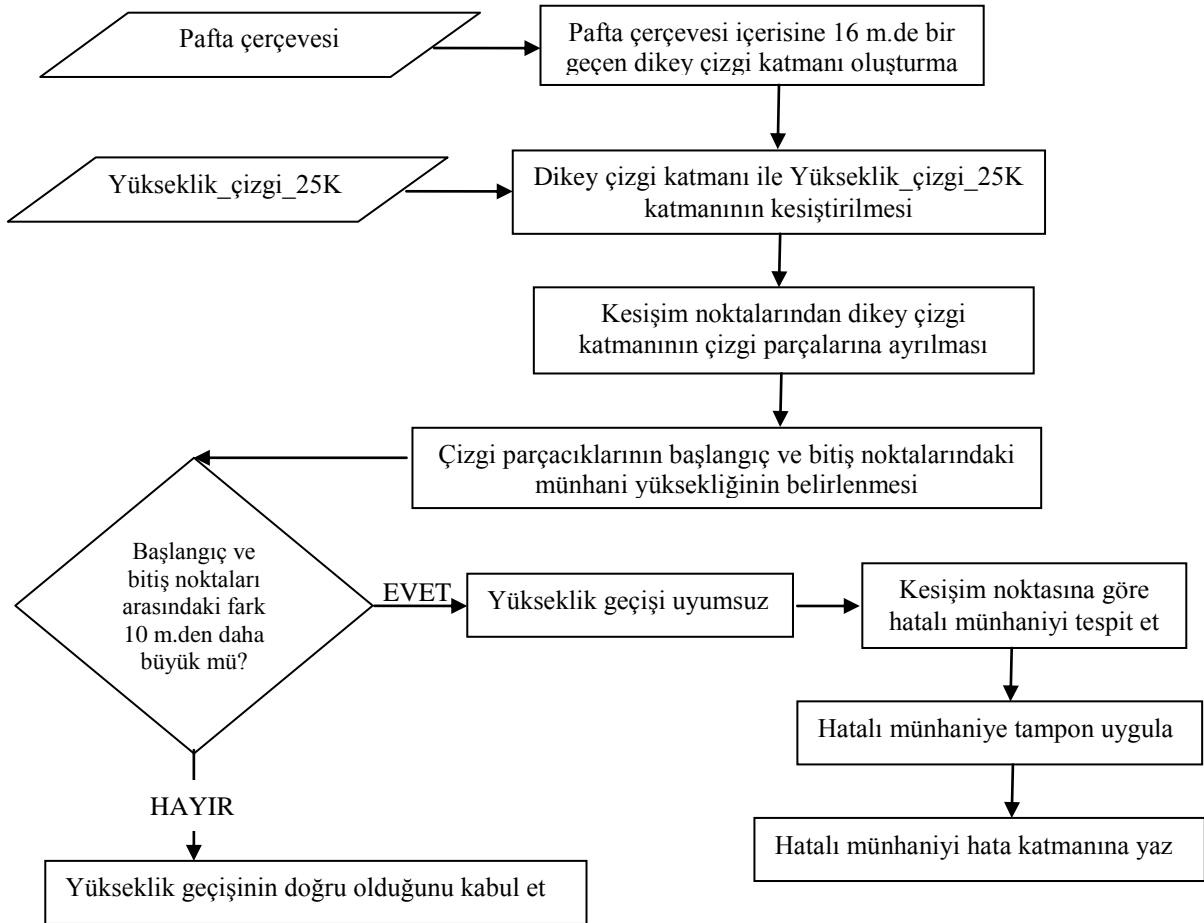 Pafta çerçevesi
Pafta çerçevesi içerisine 16 m.de bir
geçen dikey çizgi katmanı oluşturma
Yükseklik_çizgi_25K
Dikey çizgi katmanı ile Yükseklik_çizgi_25K
katmanının kesiştirilmesi
Kesişim noktalarından dikey çizgi
katmanının çizgi parçalarına ayrılması
Çizgi parçacıklarının başlangıç ve bitiş noktalarındaki
münhani yüksekliğinin belirlenmesi
Başlangıç ve
bitiş noktaları
arasındaki fark
10 m.den daha
büyük mü?
EVET
Yükseklik geçişi uyumsuz
Kesişim noktasına göre
hatalı münhaniyi tespit et
Hatalı münhaniye tampon uygula
Hatalı münhaniyi hata katmanına yaz
HAYIR
Yükseklik geçişinin doğru olduğunu kabul et